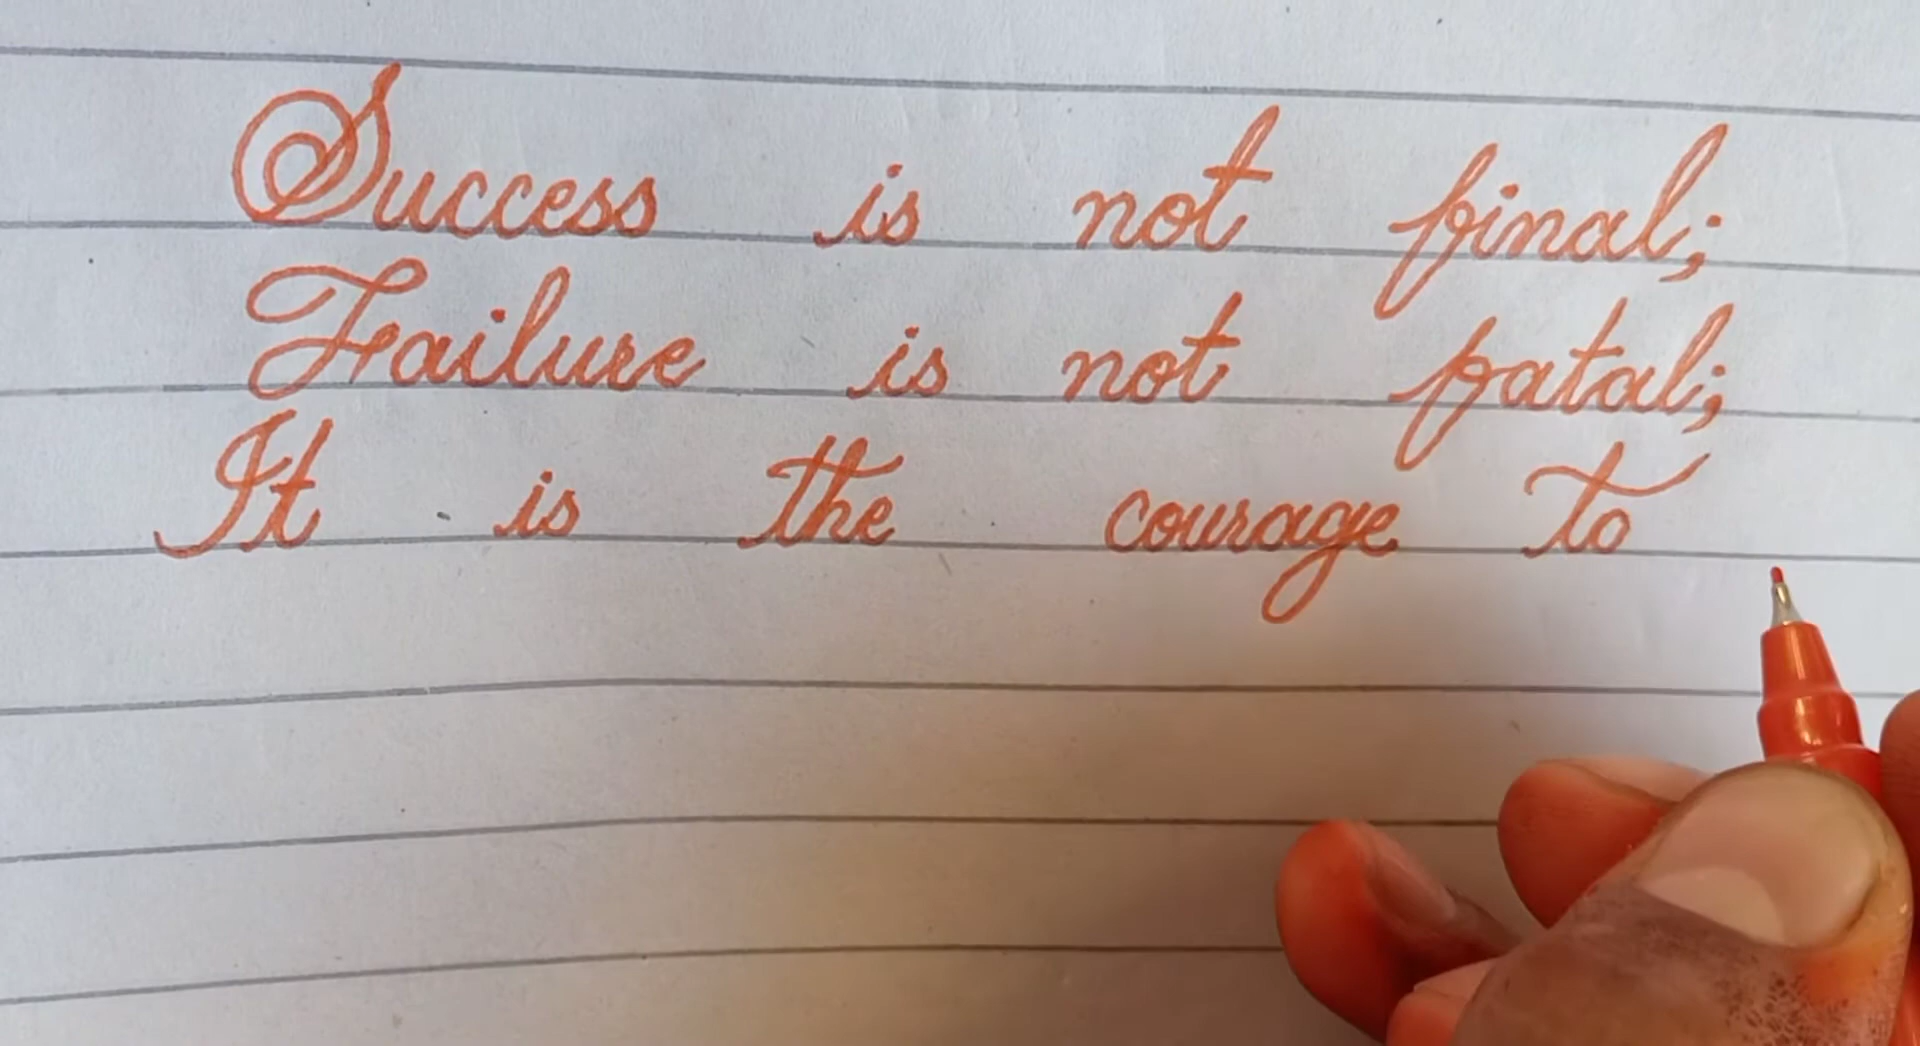 Success is not final;
Failure is not fatal;
It is the courage to